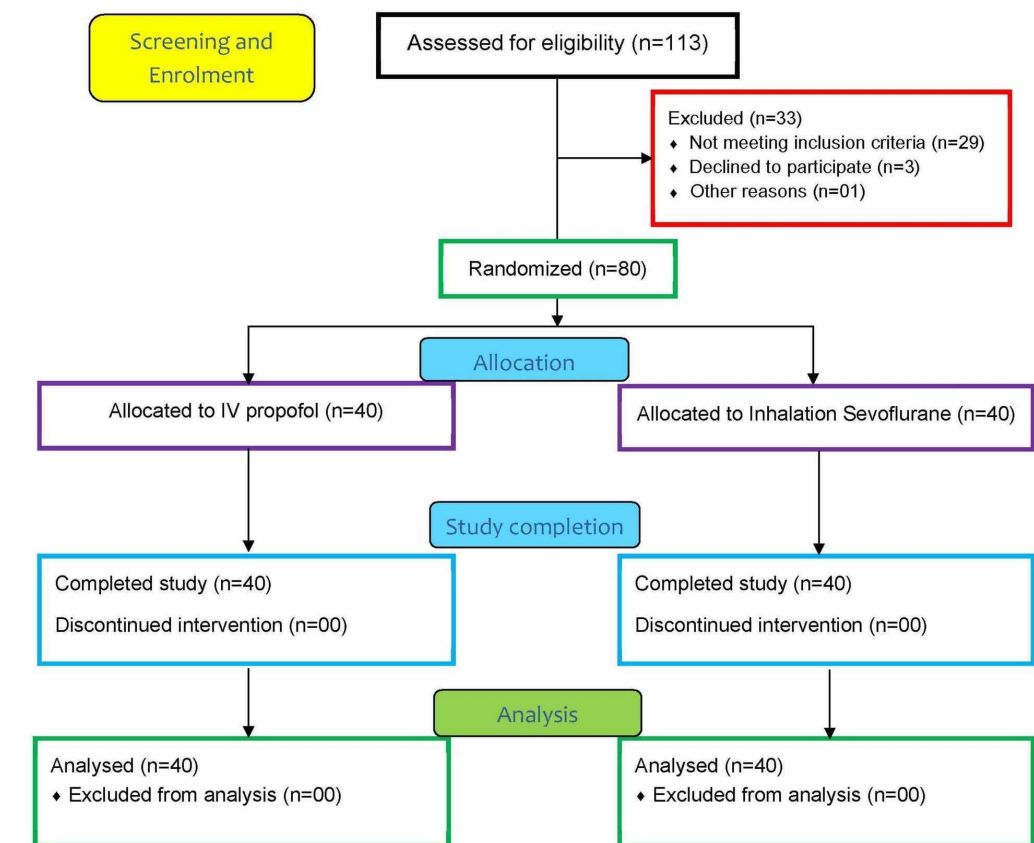 Screening and
Enrolment
Assessed for eligibility (n=113)
Excluded (n=33)
♦ Not meeting inclusion criteria (n=29)
♦ Declined to participate (n=3)
♦ Other reasons (n=01)
Randomized (n=80)
Allocation
Allocated to IV propofol (n=40)
Allocated to Inhalation Sevoflurane (n=40)
Study completion
Completed study (n=40)
Discontinued intervention (n=00)
Completed study (n=40)
Discontinued intervention (n=00)
Analysis
Analysed (n=40)
♦ Excluded from analysis (n=00)
Analysed (n=40)
♦ Excluded from analysis (n=00)